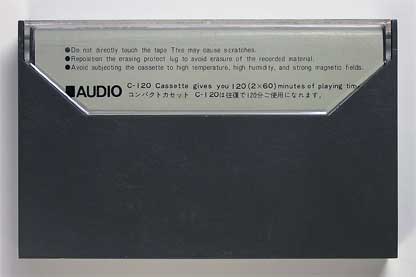 ●Do not directly touch the tape This may cause scratches.
●Reposition the erasing protect lug to avoid erasure of the recorded material.
●Avoid subjecting the cassette to high temperature, high humidity, and strong magnetic fields.
AUDIO C-120 Cassette gives you 120 (2×60) minutes of playing time
コンパクトカセット C-120は往復で120分ご使用になれます。